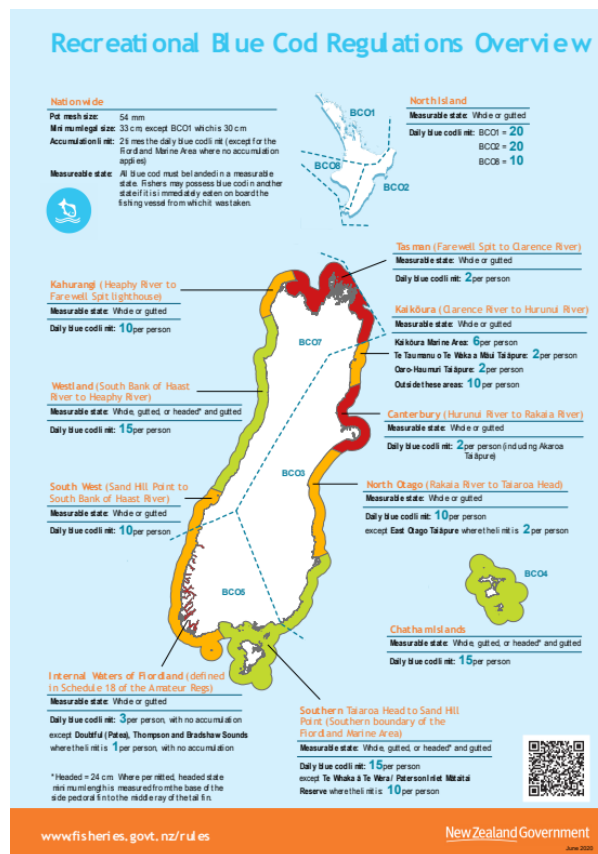 Recreational Blue Cod Regulations Overview
Nationwide
Pot mesh size: 54 mm
Minimum legal size: 33 cm, except BCO1 which is 30 cm
Accumulation limit: 2 times the daily blue cod limit (except for the
Fiordland Marine Area where no accumulation
applies)
Measureable state: All blue cod must be landed in a measurable
state. Fishers may possess blue cod in another
state if it is immediately eaten on board the
fishing vessel from which it was taken.
BCO1
BCO8
BCO2
North Island
Measurable state: Whole or gutted
Daily blue cod limit: BCO1 = 20
BCO2 = 20
BCO8 = 10
Tasman (Farewell Spit to Clarence River)
Measurable state: Whole or gutted
Daily blue cod limit: 2 per person
Kahurangi (Heaphy River to
Farewell Spit lighthouse)
Measurable state: Whole or gutted
Daily blue cod limit: 10 per person
Kaikōura (Clarence River to Hurunui River)
Measurable state: Whole or gutted
Kaikōura Marine Area: 6 per person
Te Taumanu o Te Waka a Māui Taiāpure: 2 per person
Oaro-Haumuri Taiāpure: 2 per person
Outside these areas: 10 per person
BCO7
Westland (South Bank of Haast
River to Heaphy River)
Measurable state: Whole, gutted, or headed* and gutted
Daily blue cod limit: 15 per person
Canterbury (Hurunui River to Rakaia River)
Measurable state: Whole or gutted
Daily blue cod limit: 2 per person (including Akaroa
Taiāpure)
BCO3
South West (Sand Hill Point to
South Bank of Haast River)
Measurable state: Whole or gutted
Daily blue cod limit: 10 per person
North Otago (Rakaia River to Taiaroa Head)
Measurable state: Whole or gutted
Daily blue cod limit: 10 per person
except East Otago Taiāpure where the limit is 2 per person
BCO5
BCO4
Chatham Islands
Measurable state: Whole, gutted, or headed* and gutted
Daily blue cod limit: 15 per person
Internal Waters of Fiordland (defined
in Schedule 18 of the Amateur Regs)
Measurable state: Whole or gutted
Daily blue cod limit: 3 per person, with no accumulation
except Doubtful (Patea), Thompson and Bradshaw Sounds
where the limit is 1 per person, with no accumulation
Southern Taiaroa Head to Sand Hill
Point (Southern boundary of the
Fiordland Marine Area)
Measurable state: Whole, gutted, or headed* and gutted
Daily blue cod limit: 15 per person
except Te Whaka ā Te Wera / Paterson Inlet Mātaitai
Reserve where the limit is: 10 per person
*Headed = 24 cm. Where permitted, headed state
minimum length is measured from the base of the
side pectoral fin to the middle ray of the tail fin.
www.fisheries.govt.nz/rules
New Zealand Government
June 2020